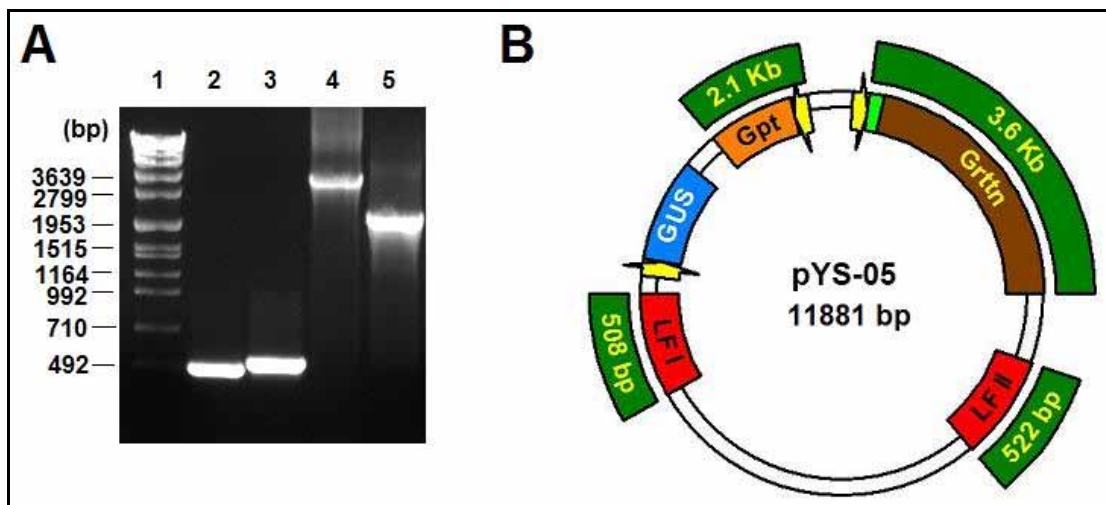 A
1 2 3 4 5
(bp)
3639
2799
1953
1515
1164
992
710
492
B
2.1 Kb
3.6 Kb
Gpt
Grttn
GUS
pYS-05
11881 bp
LF I
508 bp
LF II
522 bp